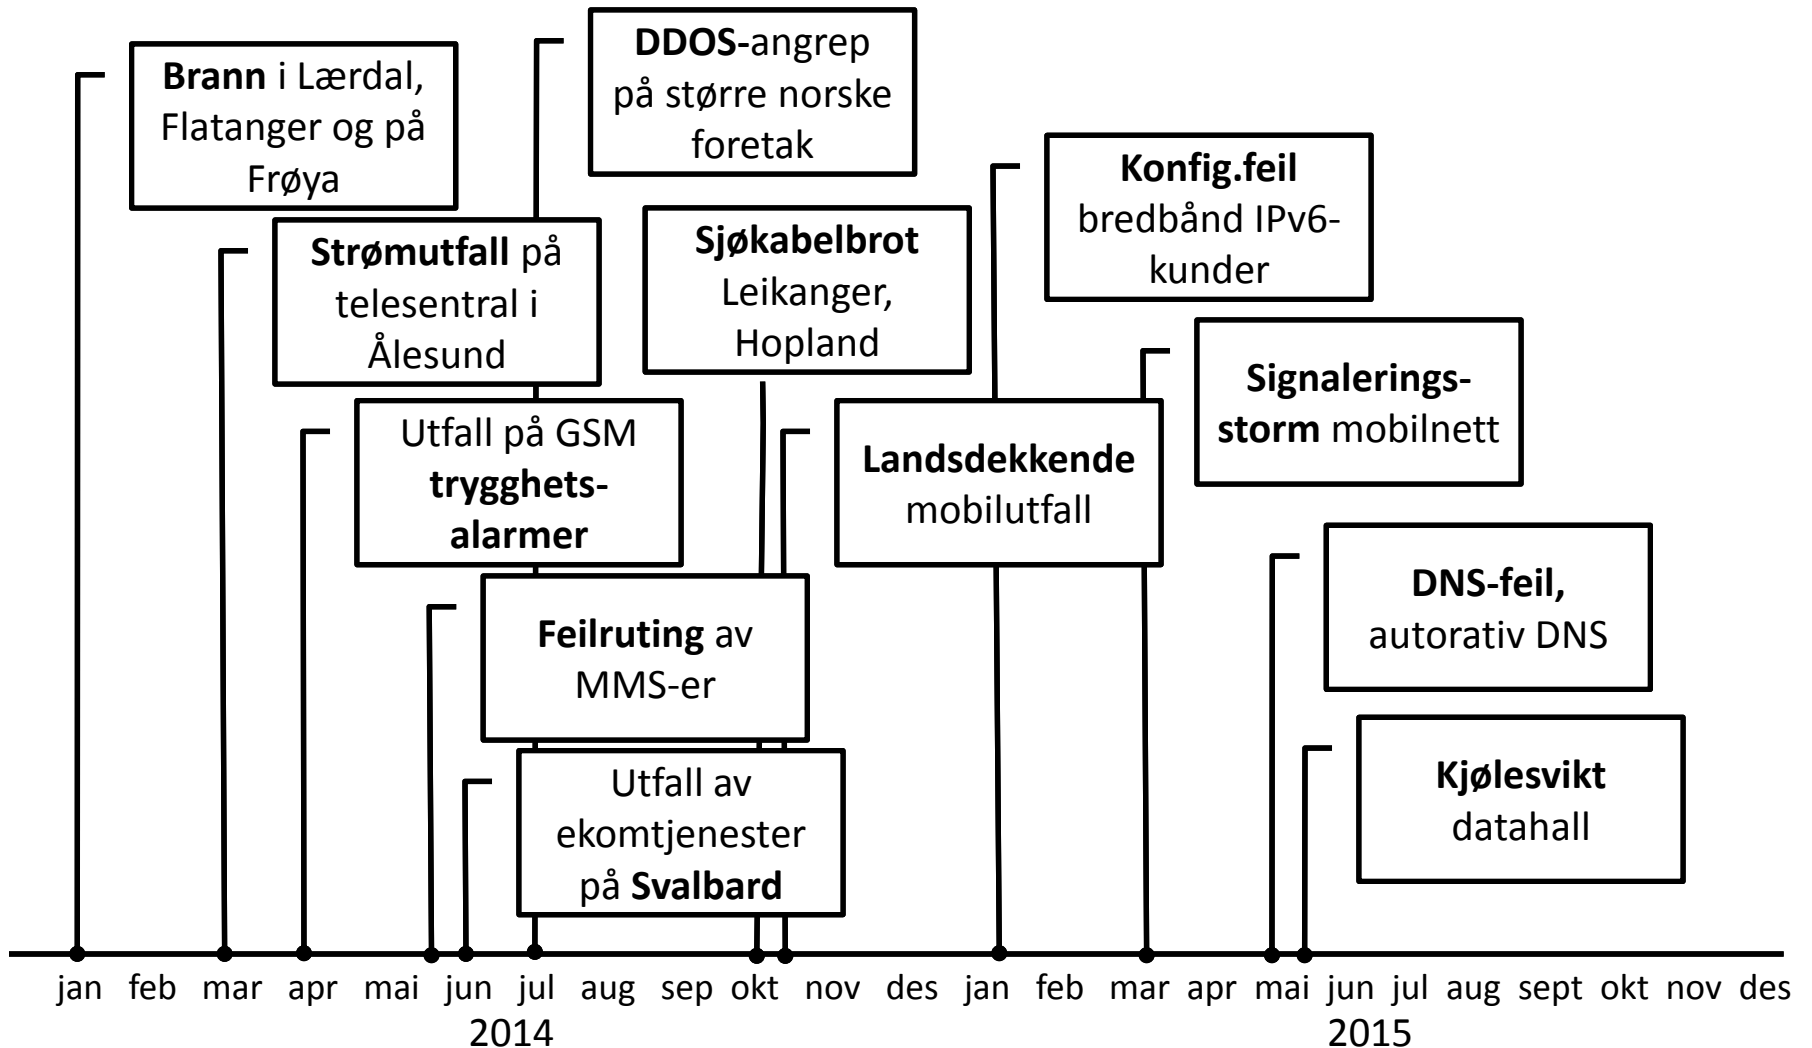 Brann i Lærdal,
Flatanger og på
Frøya
Strømutfall på
telesentral i
Ålesund
Utfall på GSM
trygghets-
alarmer
Feilruting av
MMS-er
Utfall av
ekomtjenester
på Svalbard
DDOS-angrep
på større norske
foretak
Sjøkabelbrot
Leikanger,
Hopland
Landsdekkende
mobilutfall
Konfig.feil
bredbånd IPv6-
kunder
Signalerings-
storm mobilnett
DNS-feil,
autorativ DNS
Kjølesvikt
datahall
jan feb mar apr mai jun jul aug sep okt nov des jan feb mar apr mai jun jul aug sept okt nov des
2014 2015